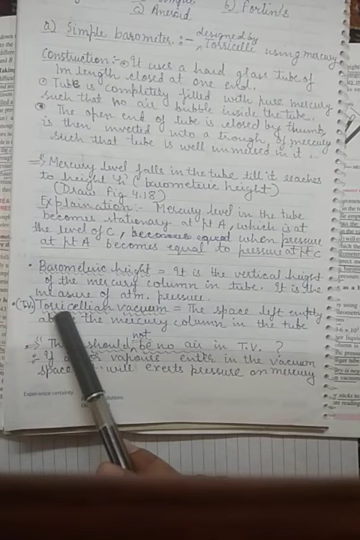 a) Aneroid b) Fortin's
a) Simple barometer :- designed by Torricelli using mercury
Construction :- It uses a hard glass tube of
1m length closed at one end.
Tube is completely filled with pure mercury
such that no air bubble inside the tube.
The open end of tube is closed by thumb
is then inverted into a trough of mercury
such that tube is well immersed in it.
Mercury level falls in the tube till it reaches
to height 'h' (barometric height)
(Draw Fig 4.18)
Explaination - Mercury level in the tube
becomes stationary at pt A, which is at
the level of C, becomes equal when pressure
at pt A becomes equal to pressure at pt C
Barometric height = It is the vertical height
of the mercury column in tube. It is the
measure of atm. pressure.
(T.V) Torricellian vacuum = The space left empty
above the mercury column in the tube
should not be no air in T.V. ?
If or vapours enter in the vacuum
space will exerts pressure on mercury
Experience certainty